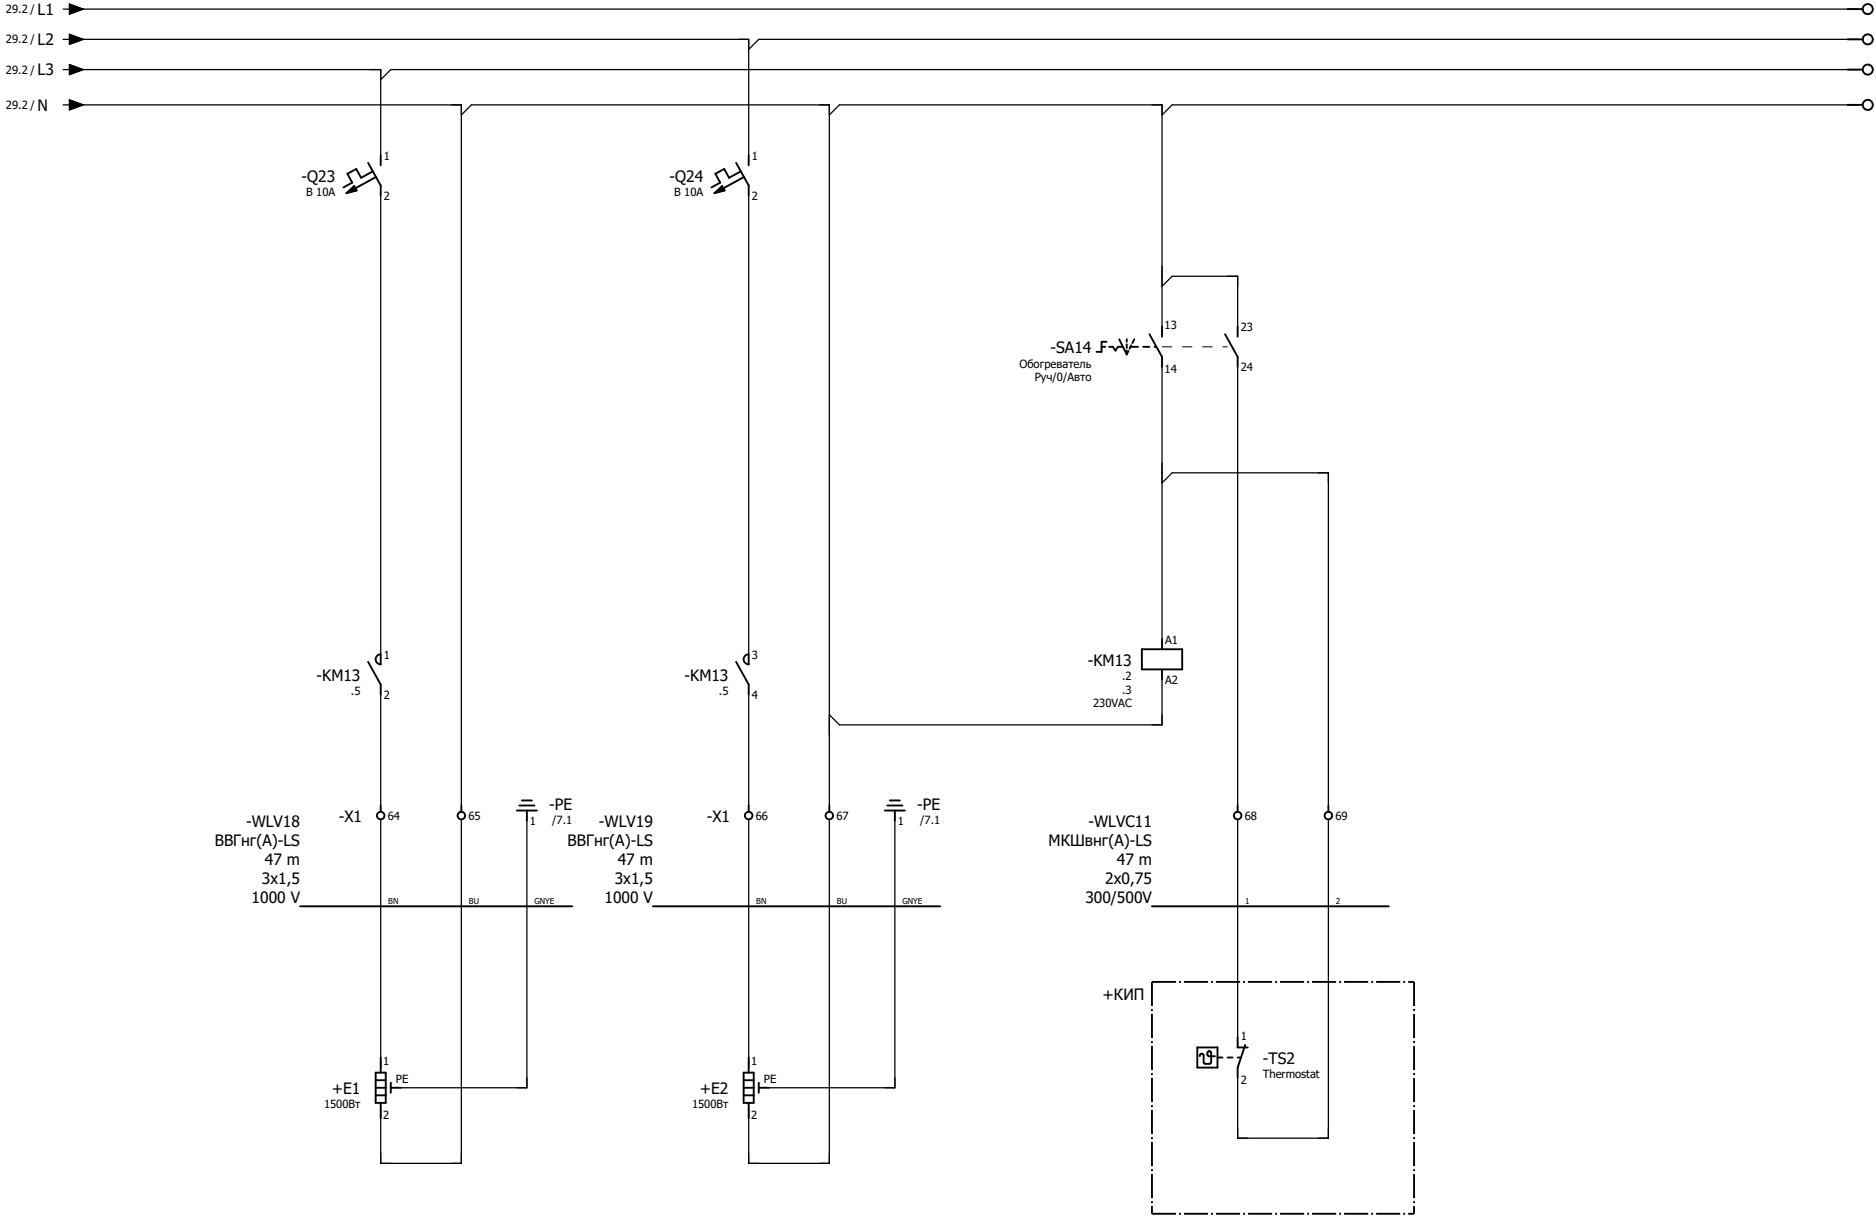 29.2/ L1
29.2/ L2
29.2/ L3
29.2/ N
1
-Q23
B 10A
2
1
-Q24
B 10A
2
13
23
-SA14
Обогреватель
Руч/0/Авто
14
24
1
-KM13
.5
2
3
-KM13
.5
4
A1
-KM13
.2
.3
230VAC
A2
-WLV18
ВВГнг(А)-LS
47 m
3x1,5
1000 V
-X1
64
65
1
-PE
/7.1
BN
BU
GNYE
-WLV19
ВВГнг(А)-LS
47 m
3x1,5
1000 V
-X1
66
67
1
-PE
/7.1
BN
BU
GNYE
-WLVC11
МКШвнг(А)-LS
47 m
2x0,75
300/500V
68
69
1
2
+КИП
1
-TS2
Thermostat
2
1
+E1
1500Вт
PE
2
1
+E2
1500Вт
PE
2